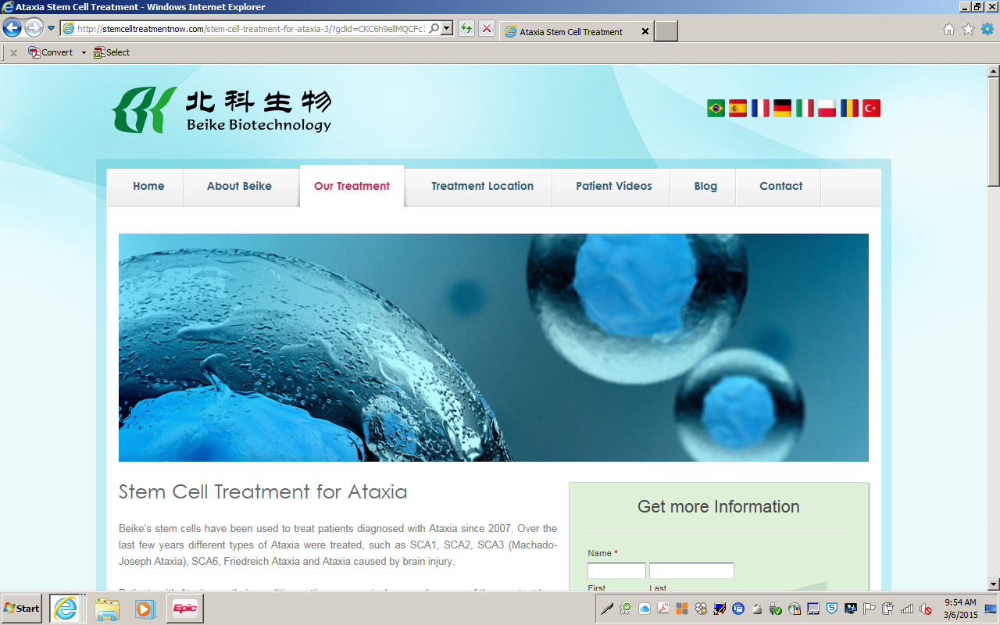 Ataxia Stem Cell Treatment - Windows Internet Explorer
http://stemcelltreatmentnow.com/stem-cell-treatment-for-ataxia-3/
Ataxia Stem Cell Treatment
x Convert Select
北科生物
Beike Biotechnology
Home About Beike Our Treatment Treatment Location Patient Videos Blog Contact
Stem Cell Treatment for Ataxia
Beike's stem cells have been used to treat patients diagnosed with Ataxia since 2007. Over the
last few years different types of Ataxia were treated, such as SCA1, SCA2, SCA3 (Machado-
Joseph Ataxia), SCA6, Friedreich Ataxia and Ataxia caused by brain injury.
Get more Information
Name *
First Last
Start
Epic
9:54 AM
3/6/2015